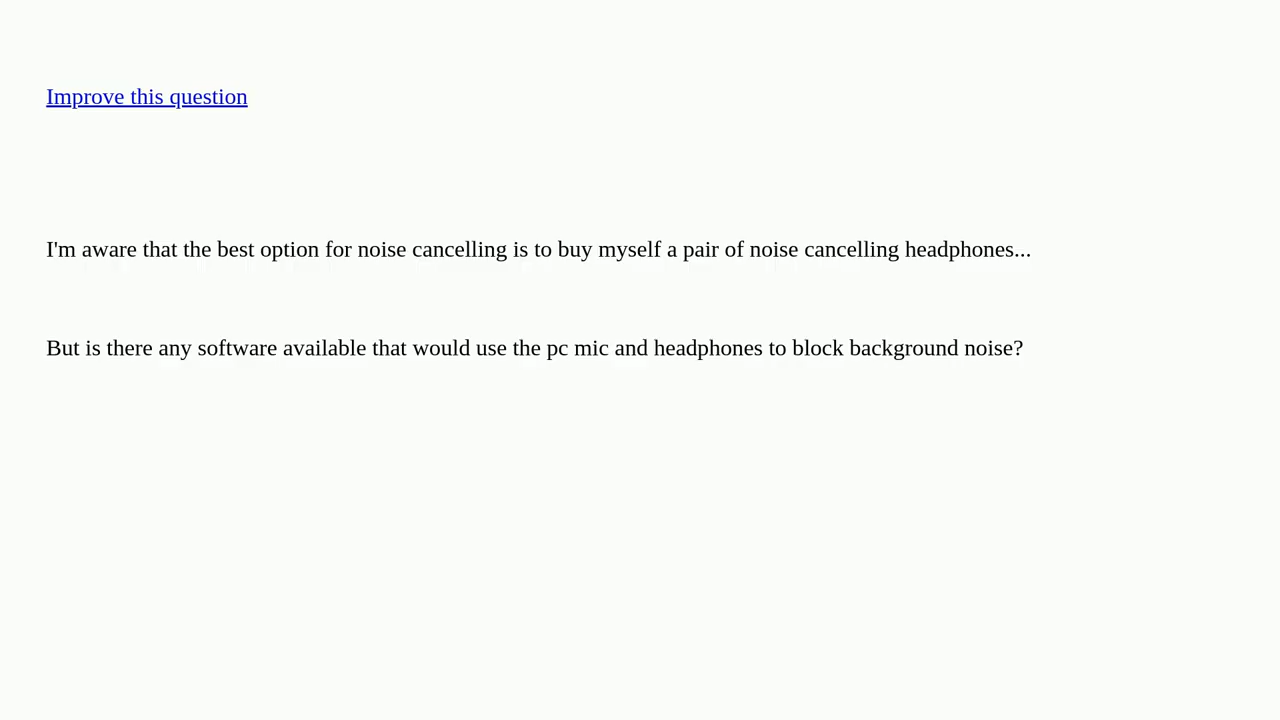 Improve this question
I'm aware that the best option for noise cancelling is to buy myself a pair of noise cancelling headphones...
But is there any software available that would use the pc mic and headphones to block background noise?